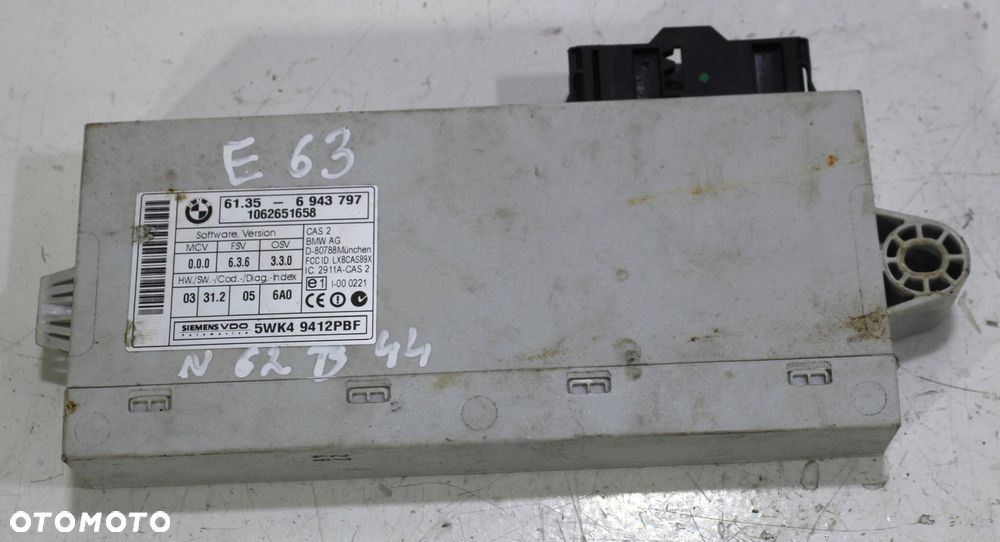 E 63
61.35 - 6 943 797
1062651658
Software, Version
MCV FSV OSV
0.0.0 6.3.6 3.3.0
HW./SW.-/Cod.-/Diag.-Index
03 31.2 05 6A0
CAS 2
BMW AG
D-80788München
FCC ID: LX8CAS89X
IC: 2911A-CAS 2
e1 I-00 0221
CE
SIEMENS VDO
Automotive
5WK4 9412PBF
N 62 B 44
OTOMOTO